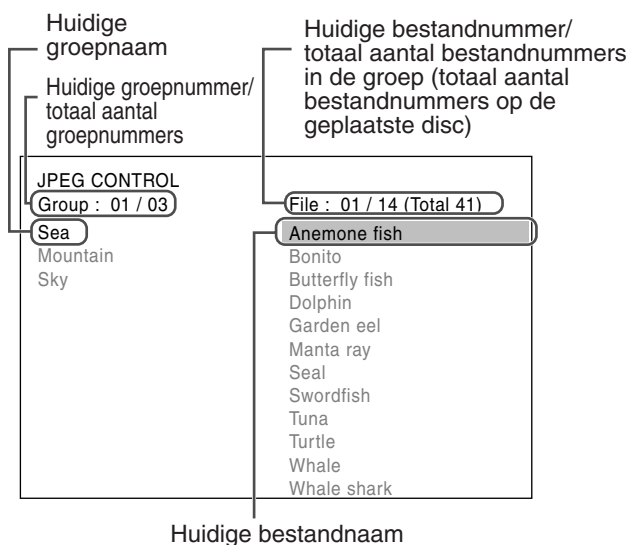 Huidige
groepnaam
Huidige groepnummer/
totaal aantal
groepnummers
Huidige bestandnummer/
totaal aantal bestandnummers
in de groep (totaal aantal
bestandnummers op de
geplaatste disc)
JPEG CONTROL
Group : 01 / 03
Sea
Mountain
Sky
File : 01 / 14 (Total 41)
Anemone fish
Bonito
Butterfly fish
Dolphin
Garden eel
Manta ray
Seal
Swordfish
Tuna
Turtle
Whale
Whale shark
Huidige bestandnaam